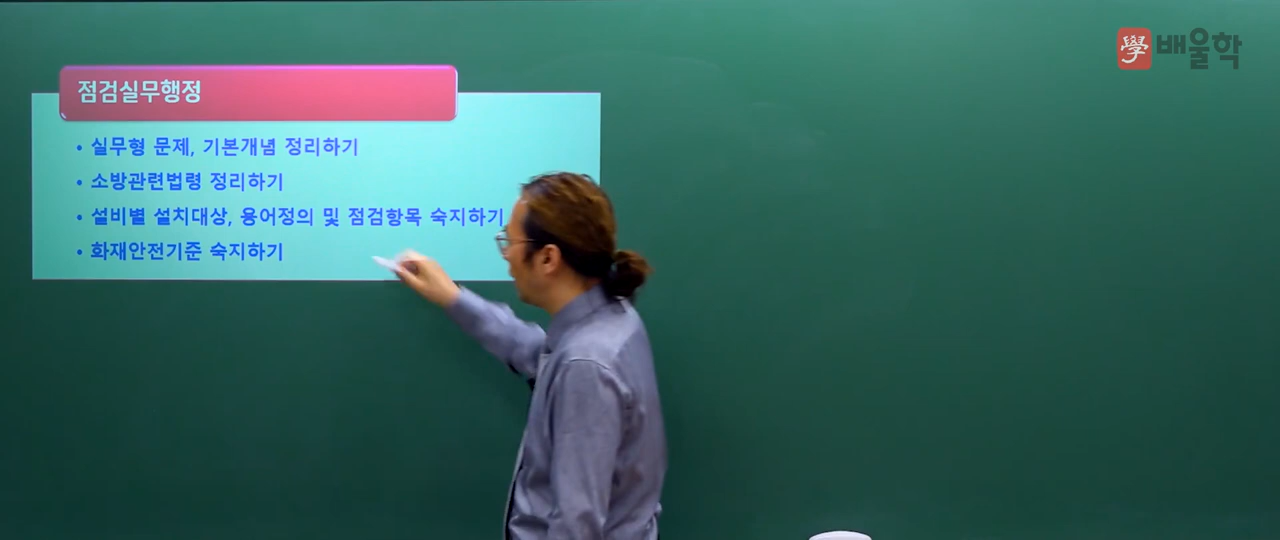 學 배울학
점검실무행정
• 실무형 문제, 기본개념 정리하기
• 소방관련법령 정리하기
• 설비별 설치대상, 용어정의 및 점검항목 숙지하기
• 화재안전기준 숙지하기